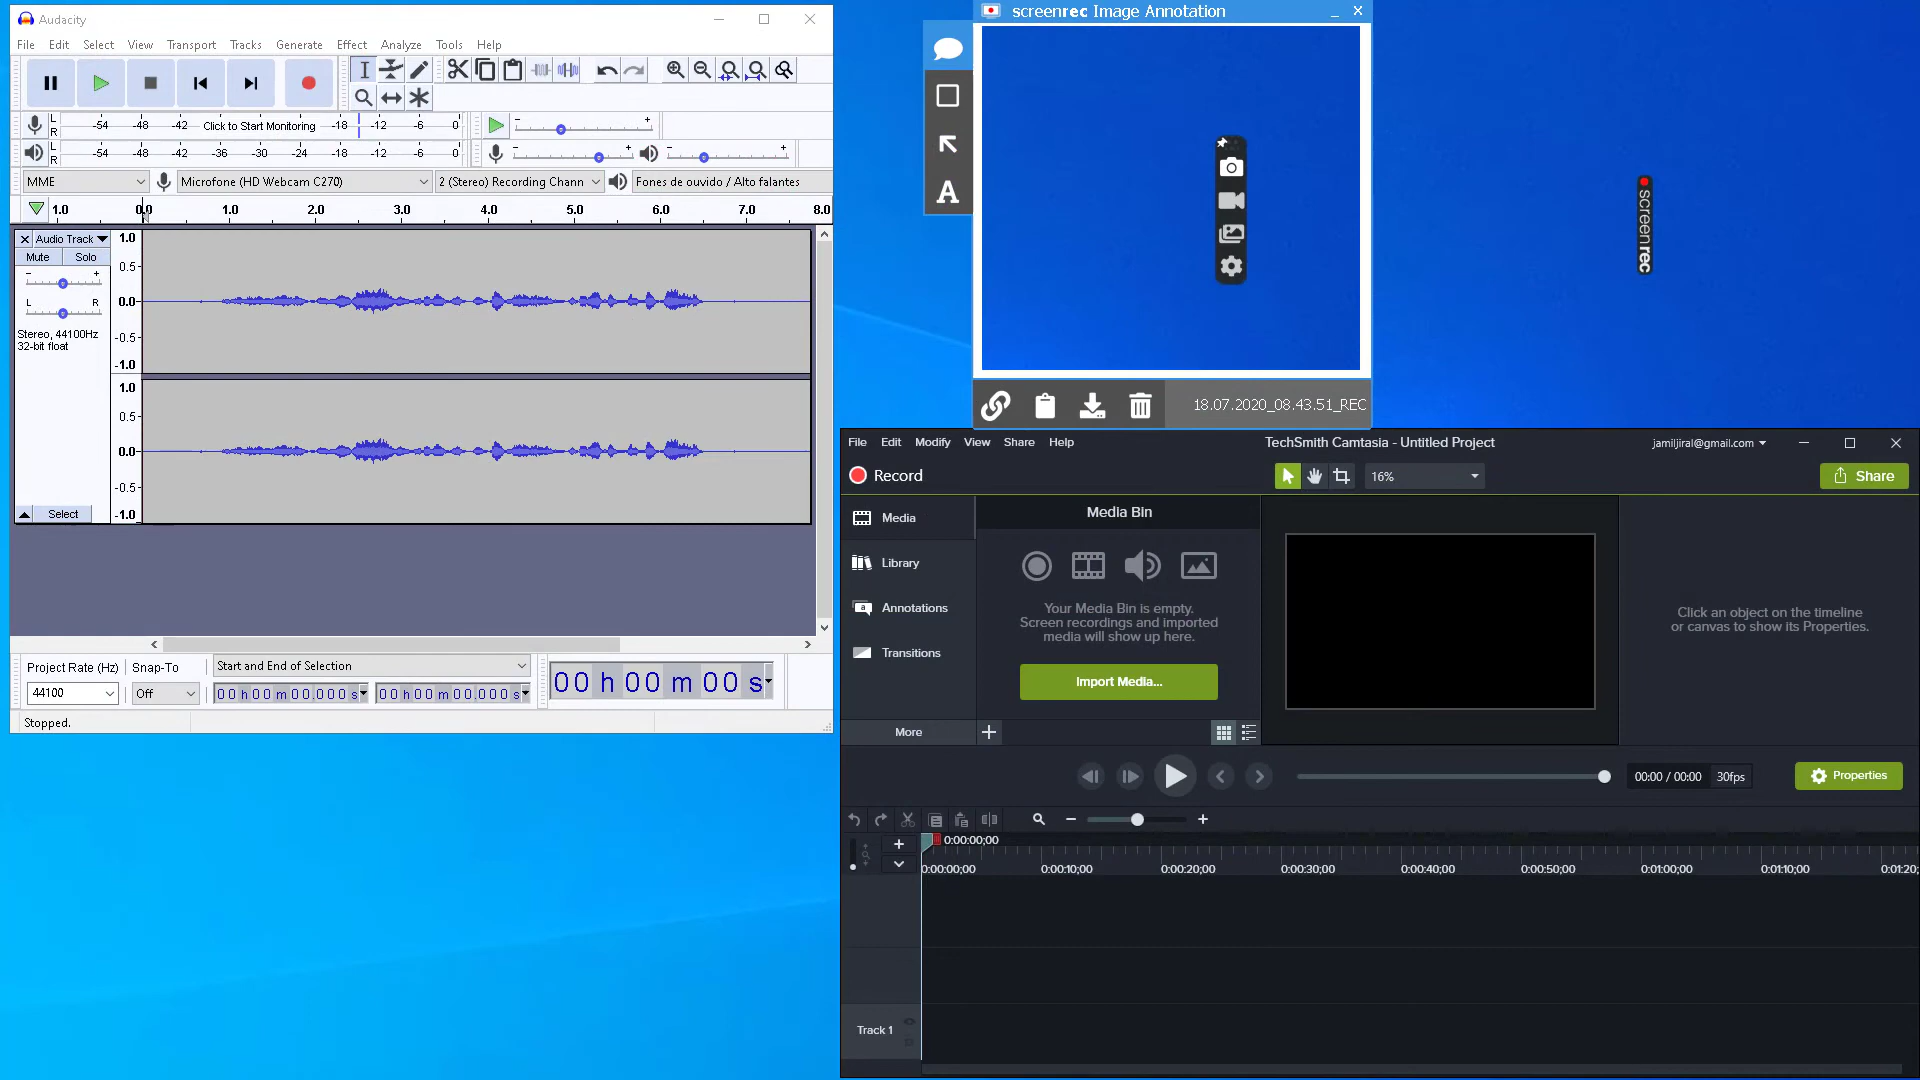 Audacity
File Edit Select View Transport Tracks Generate Effect Analyze Tools Help
L
R
-54 -48 -42 Click to Start Monitoring -18 -12 -6 0
- +
L
R
-54 -48 -42 -36 -30 -24 -18 -12 -6 0
- + - +
MME Microfone (HD Webcam C270) 2 (Stereo) Recording Chann Fones de ouvido / Alto falantes
1.0 0.0 1.0 2.0 3.0 4.0 5.0 6.0 7.0 8.0
Audio Track
Mute Solo
- +
L R
Stereo, 44100Hz
32-bit float
1.0
0.5
0.0
-0.5
-1.0
1.0
0.5
0.0
-0.5
-1.0
Select
Project Rate (Hz) Snap-To Start and End of Selection
44100 Off 00 h 00 m 00.000 s 00 h 00 m 00.000 s
00 h 00 m 00 s
Stopped.
screenrec Image Annotation
A
18.07.2020_08.43.51_REC
screenrec
File Edit Modify View Share Help TechSmith Camtasia - Untitled Project jamiljiral@gmail.com
Record 16% Share
Media
Library
a Annotations
Transitions
More
Media Bin
Your Media Bin is empty.
Screen recordings and imported
media will show up here.
Import Media...
Click an object on the timeline
or canvas to show its Properties.
00:00 / 00:00 30fps Properties
0:00:00;00
0:00:00;00 0:00:10;00 0:00:20;00 0:00:30;00 0:00:40;00 0:00:50;00 0:01:00;00 0:01:10;00 0:01:20;
Track 1